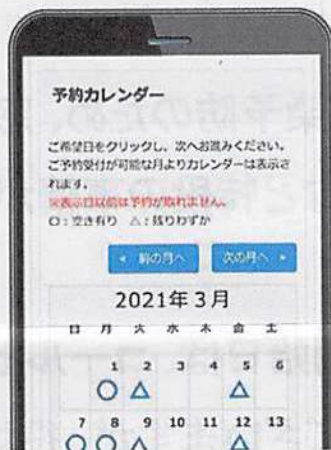 予約カレンダー
ご希望日をクリックし、次へお進みください。
ご予約受付が可能な月よりカレンダーは表示さ
れます。
※表示日以前は予約が取れません。
○：空き有り　△：残りわずか
◀ 前の月へ　次の月へ ▶
2021年3月
日 月 火 水 木 金 土
1 2 3 4 5 6
○ △ △
7 8 9 10 11 12 13
○ ○ △ △